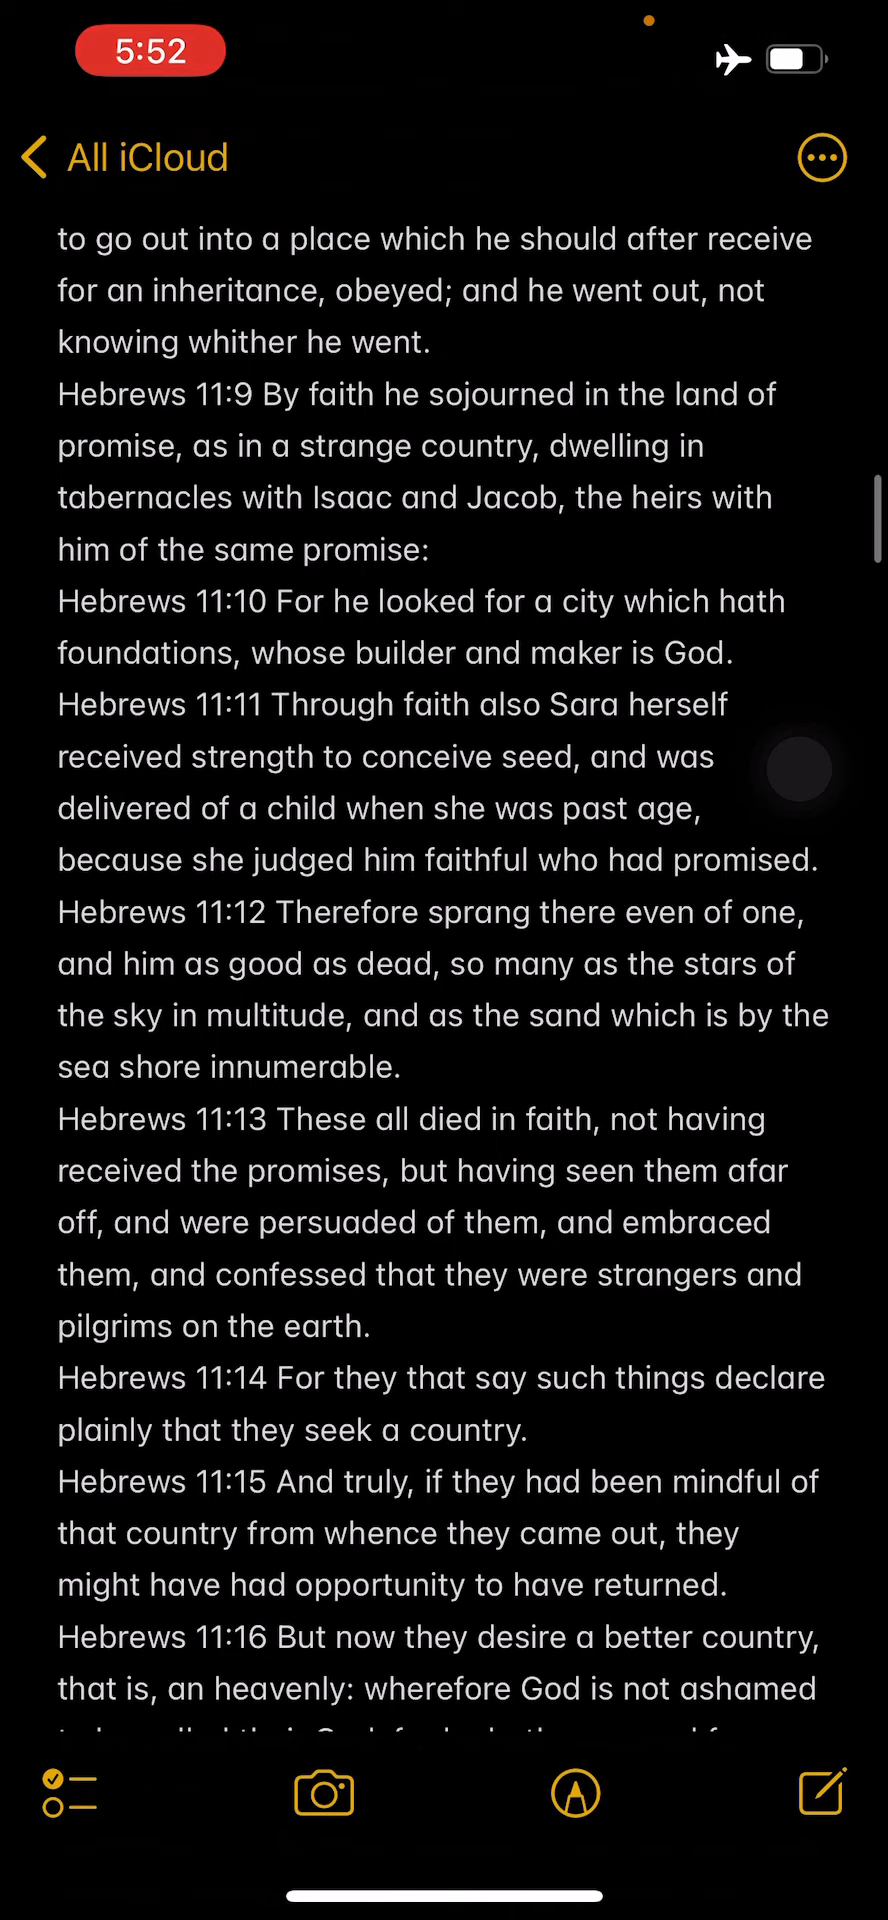 5:52
All iCloud
to go out into a place which he should after receive
for an inheritance, obeyed; and he went out, not
knowing whither he went.
Hebrews 11:9 By faith he sojourned in the land of
promise, as in a strange country, dwelling in
tabernacles with Isaac and Jacob, the heirs with
him of the same promise:
Hebrews 11:10 For he looked for a city which hath
foundations, whose builder and maker is God.
Hebrews 11:11 Through faith also Sara herself
received strength to conceive seed, and was
delivered of a child when she was past age,
because she judged him faithful who had promised.
Hebrews 11:12 Therefore sprang there even of one,
and him as good as dead, so many as the stars of
the sky in multitude, and as the sand which is by the
sea shore innumerable.
Hebrews 11:13 These all died in faith, not having
received the promises, but having seen them afar
off, and were persuaded of them, and embraced
them, and confessed that they were strangers and
pilgrims on the earth.
Hebrews 11:14 For they that say such things declare
plainly that they seek a country.
Hebrews 11:15 And truly, if they had been mindful of
that country from whence they came out, they
might have had opportunity to have returned.
Hebrews 11:16 But now they desire a better country,
that is, an heavenly: wherefore God is not ashamed